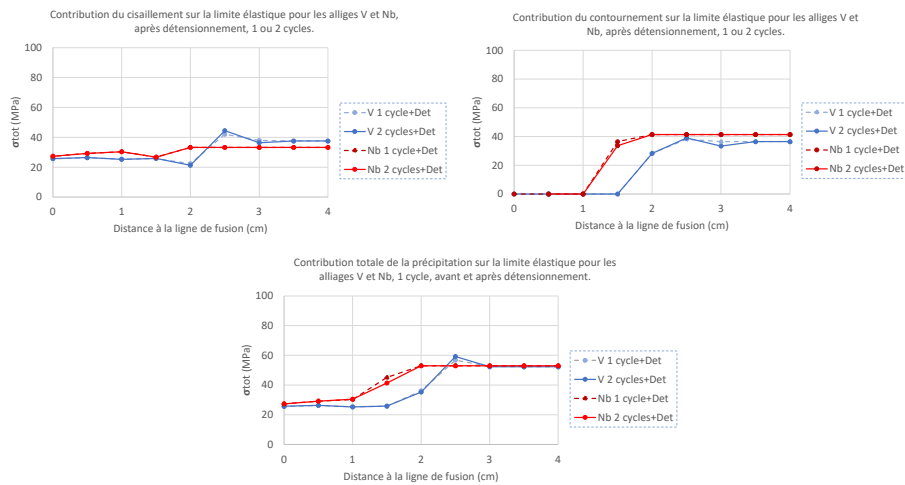 Contribution du cisaillement sur la limite élastique pour les alliges V et Nb,
après détensionnement, 1 ou 2 cycles.
100
80
60
40
20
0
σtot (MPa)
0 1 2 3 4
Distance à la ligne de fusion (cm)
V 1 cycle+Det
V 2 cycles+Det
Nb 1 cycle+Det
Nb 2 cycles+Det
Contribution du contournement sur la limite élastique pour les alliages V et
Nb, après détensionnement, 1 ou 2 cycles.
100
80
60
40
20
0
σtot (MPa)
0 1 2 3 4
Distance à la ligne de fusion (cm)
V 1 cycle+Det
V 2 cycles+Det
Nb 1 cycle+Det
Nb 2 cycles+Det
Contribution totale de la précipitation sur la limite élastique pour les
alliages V et Nb, 1 cycle, avant et après détensionnement.
100
80
60
40
20
0
σtot (MPa)
0 1 2 3 4
Distance à la ligne de fusion (cm)
V 1 cycle+Det
V 2 cycles+Det
Nb 1 cycle+Det
Nb 2 cycles+Det